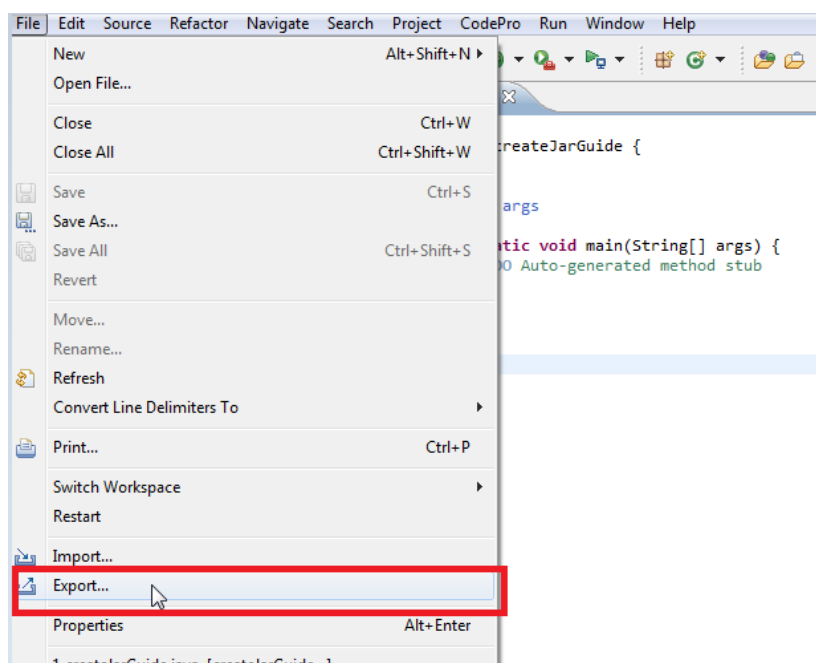 File Edit Source Refactor Navigate Search Project CodePro Run Window Help
New Alt+Shift+N
Open File...
Close Ctrl+W
Close All Ctrl+Shift+W
Save Ctrl+S
Save As...
Save All Ctrl+Shift+S
Revert
Move...
Rename...
Refresh
Convert Line Delimiters To
Print... Ctrl+P
Switch Workspace
Restart
Import...
Export...
Properties Alt+Enter
createJarGuide {
args
void main(String[] args) {
Auto-generated method stub